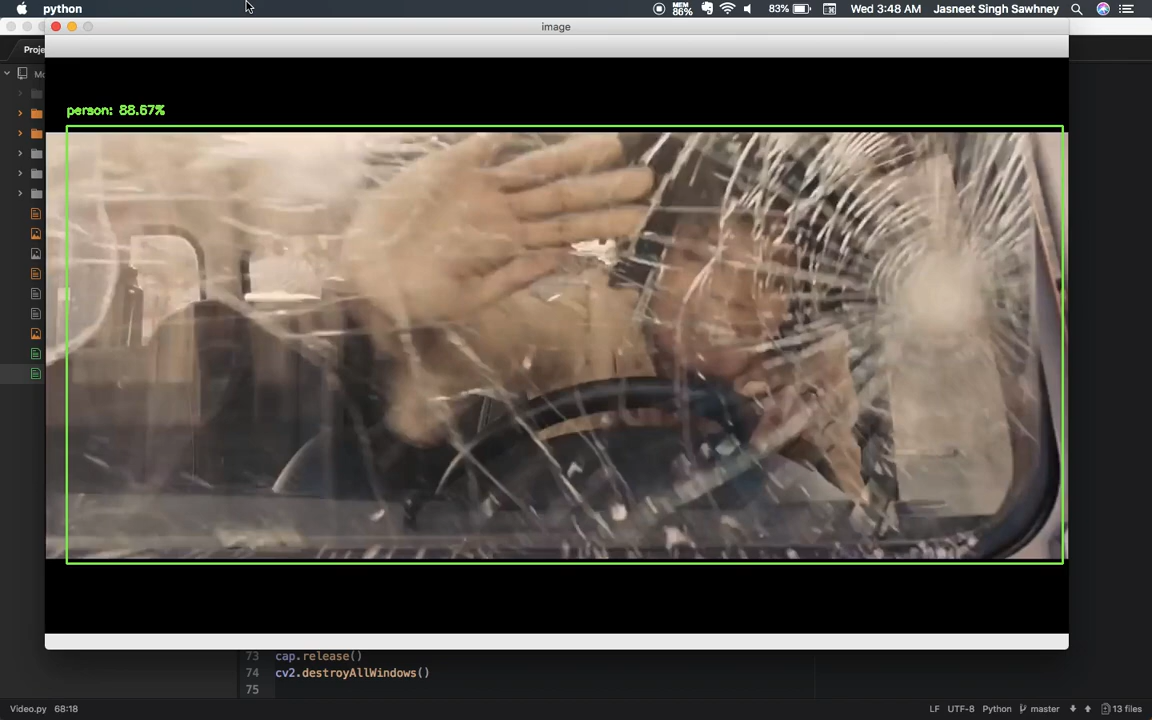 python
MEM
86%
83%
Wed 3:48 AM
Jasneet Singh Sawhney
image
Proje
Mo
person: 88.67%
73 cap.release()
74 cv2.destroyAllWindows()
75
Video.py 68:18
LF UTF-8 Python master 13 files